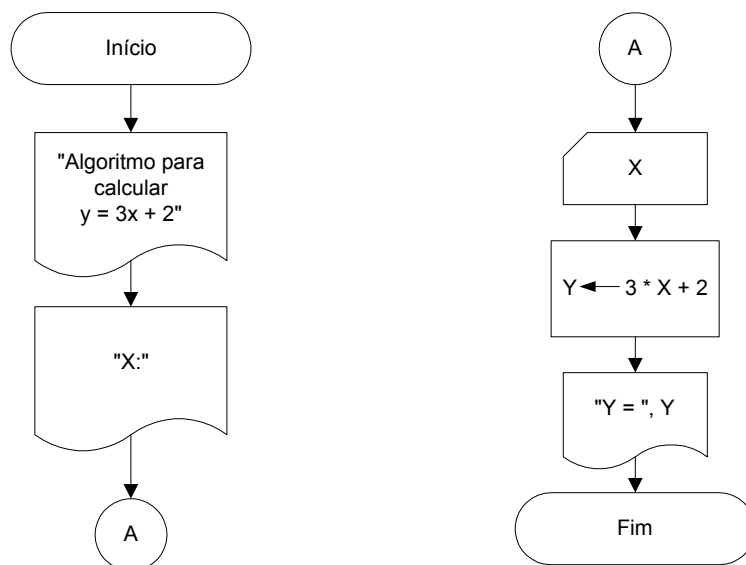 Início
"Algoritmo para
calcular
y = 3x + 2"
"X:"
A
A
X
Y 3 * X + 2
"Y = ", Y
Fim